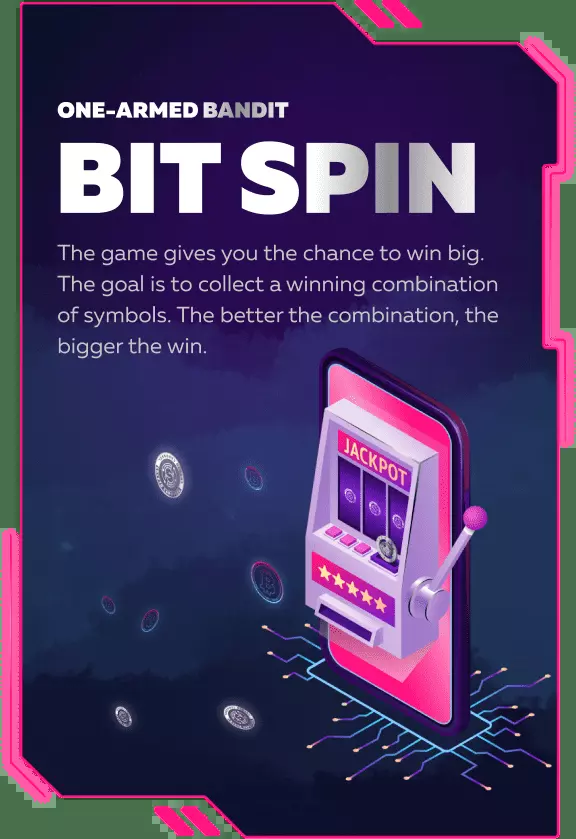 ONE-ARMED BANDIT
BIT SPIN
The game gives you the chance to win big.
The goal is to collect a winning combination
of symbols. The better the combination, the
bigger the win.
JACKPOT